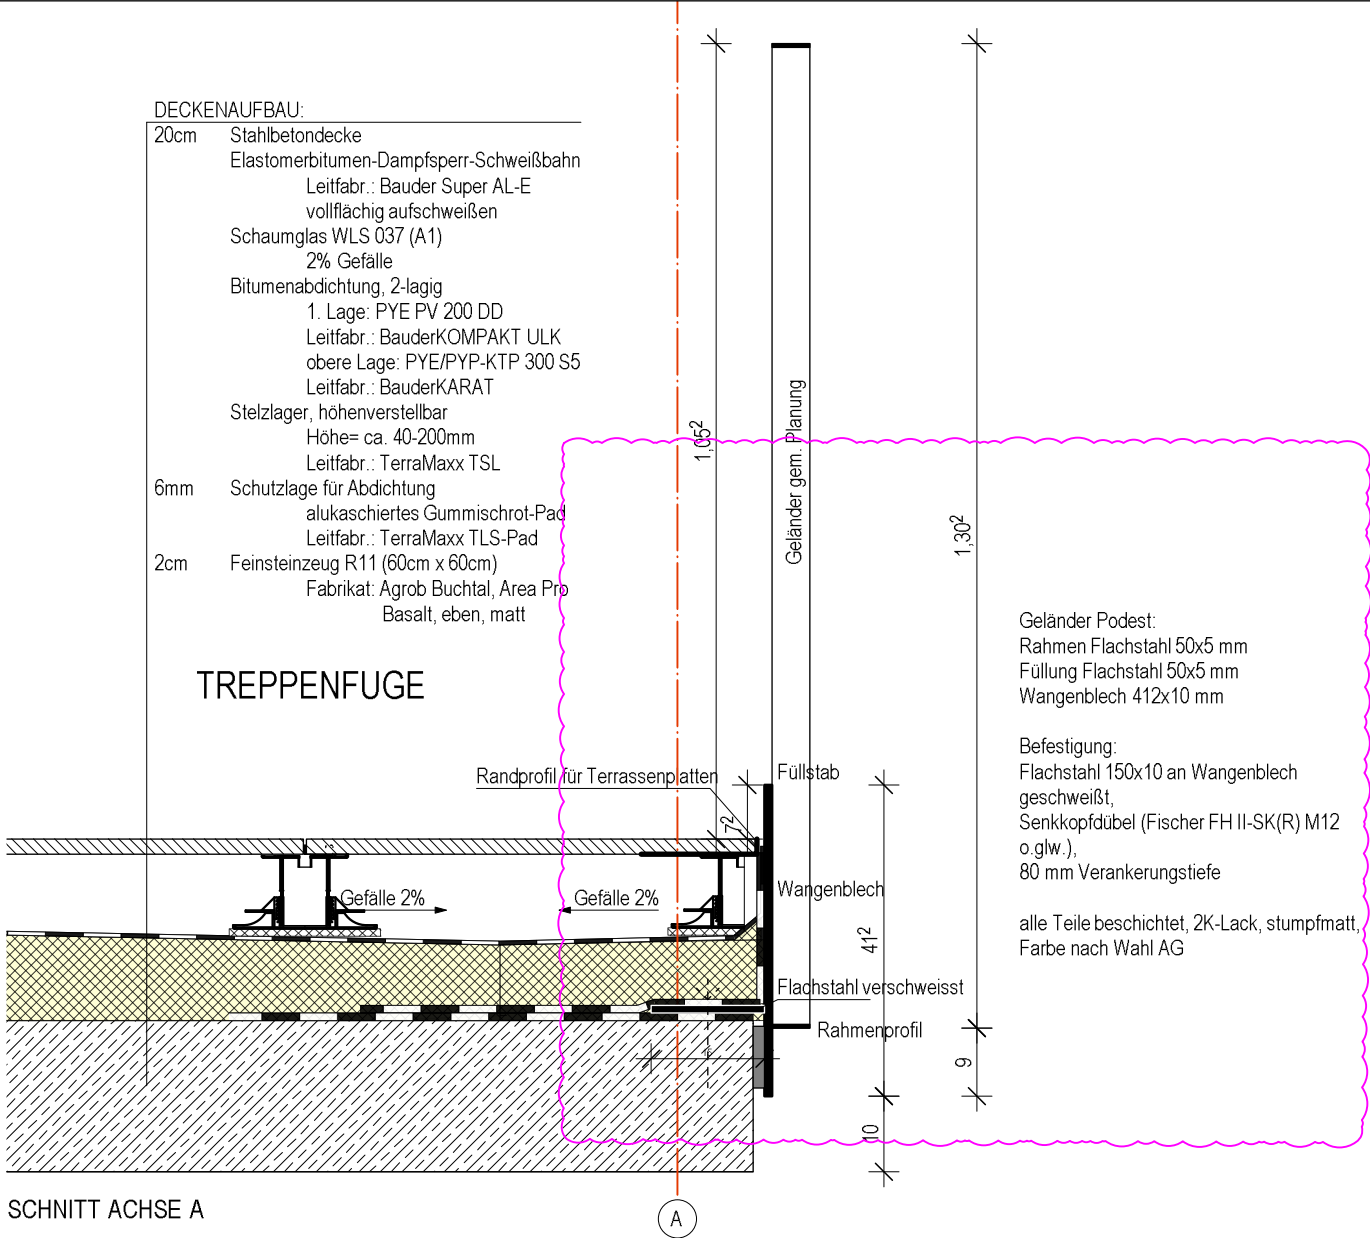 DECKENAUFBAU:
20cm Stahlbetondecke
Elastomerbitumen-Dampfsperr-Schweißbahn
Leitfabr.: Bauder Super AL-E
vollflächig aufschweißen
Schaumglas WLS 037 (A1)
2% Gefälle
Bitumenabdichtung, 2-lagig
1. Lage: PYE PV 200 DD
Leitfabr.: BauderKOMPAKT ULK
obere Lage: PYE/PYP-KTP 300 S5
Leitfabr.: BauderKARAT
Stelzlager, höhenverstellbar
Höhe= ca. 40-200mm
Leitfabr.: TerraMaxx TSL
6mm Schutzlage für Abdichtung
alukaschiertes Gummischrot-Pad
Leitfabr.: TerraMaxx TLS-Pad
2cm Feinsteinzeug R11 (60cm x 60cm)
Fabrikat: Agrob Buchtal, Area Pro
Basalt, eben, matt
TREPPENFUGE
1,05²
Geländer gem. Planung
1,30²
Geländer Podest:
Rahmen Flachstahl 50x5 mm
Füllung Flachstahl 50x5 mm
Wangenblech 412x10 mm
Befestigung:
Flachstahl 150x10 an Wangenblech
geschweißt,
Senkkopfdübel (Fischer FH II-SK(R) M12
o.glw.),
80 mm Verankerungstiefe
alle Teile beschichtet, 2K-Lack, stumpfmatt,
Farbe nach Wahl AG
Randprofil für Terrassenplatten
Füllstab
7²
Gefälle 2%
Gefälle 2%
Wangenblech
41²
Flachstahl verschweisst
Rahmenprofil
9
10
SCHNITT ACHSE A
A